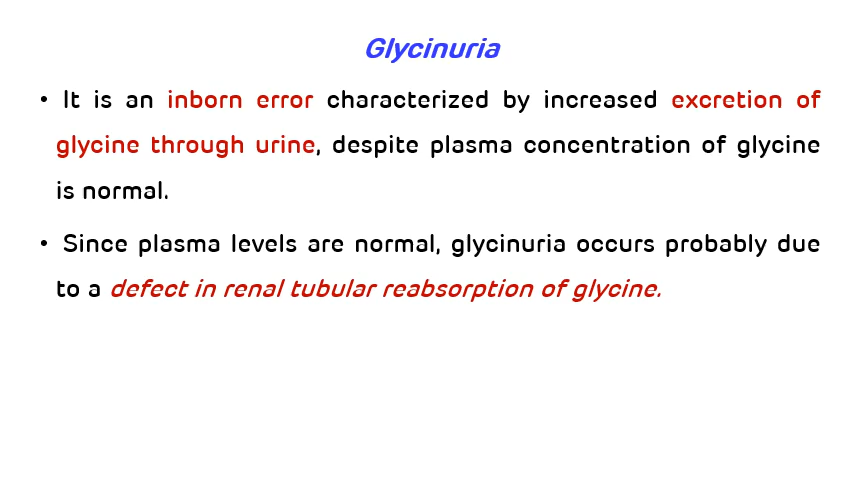 Glycinuria
• It is an inborn error characterized by increased excretion of
glycine through urine, despite plasma concentration of glycine
is normal.
• Since plasma levels are normal, glycinuria occurs probably due
to a defect in renal tubular reabsorption of glycine.